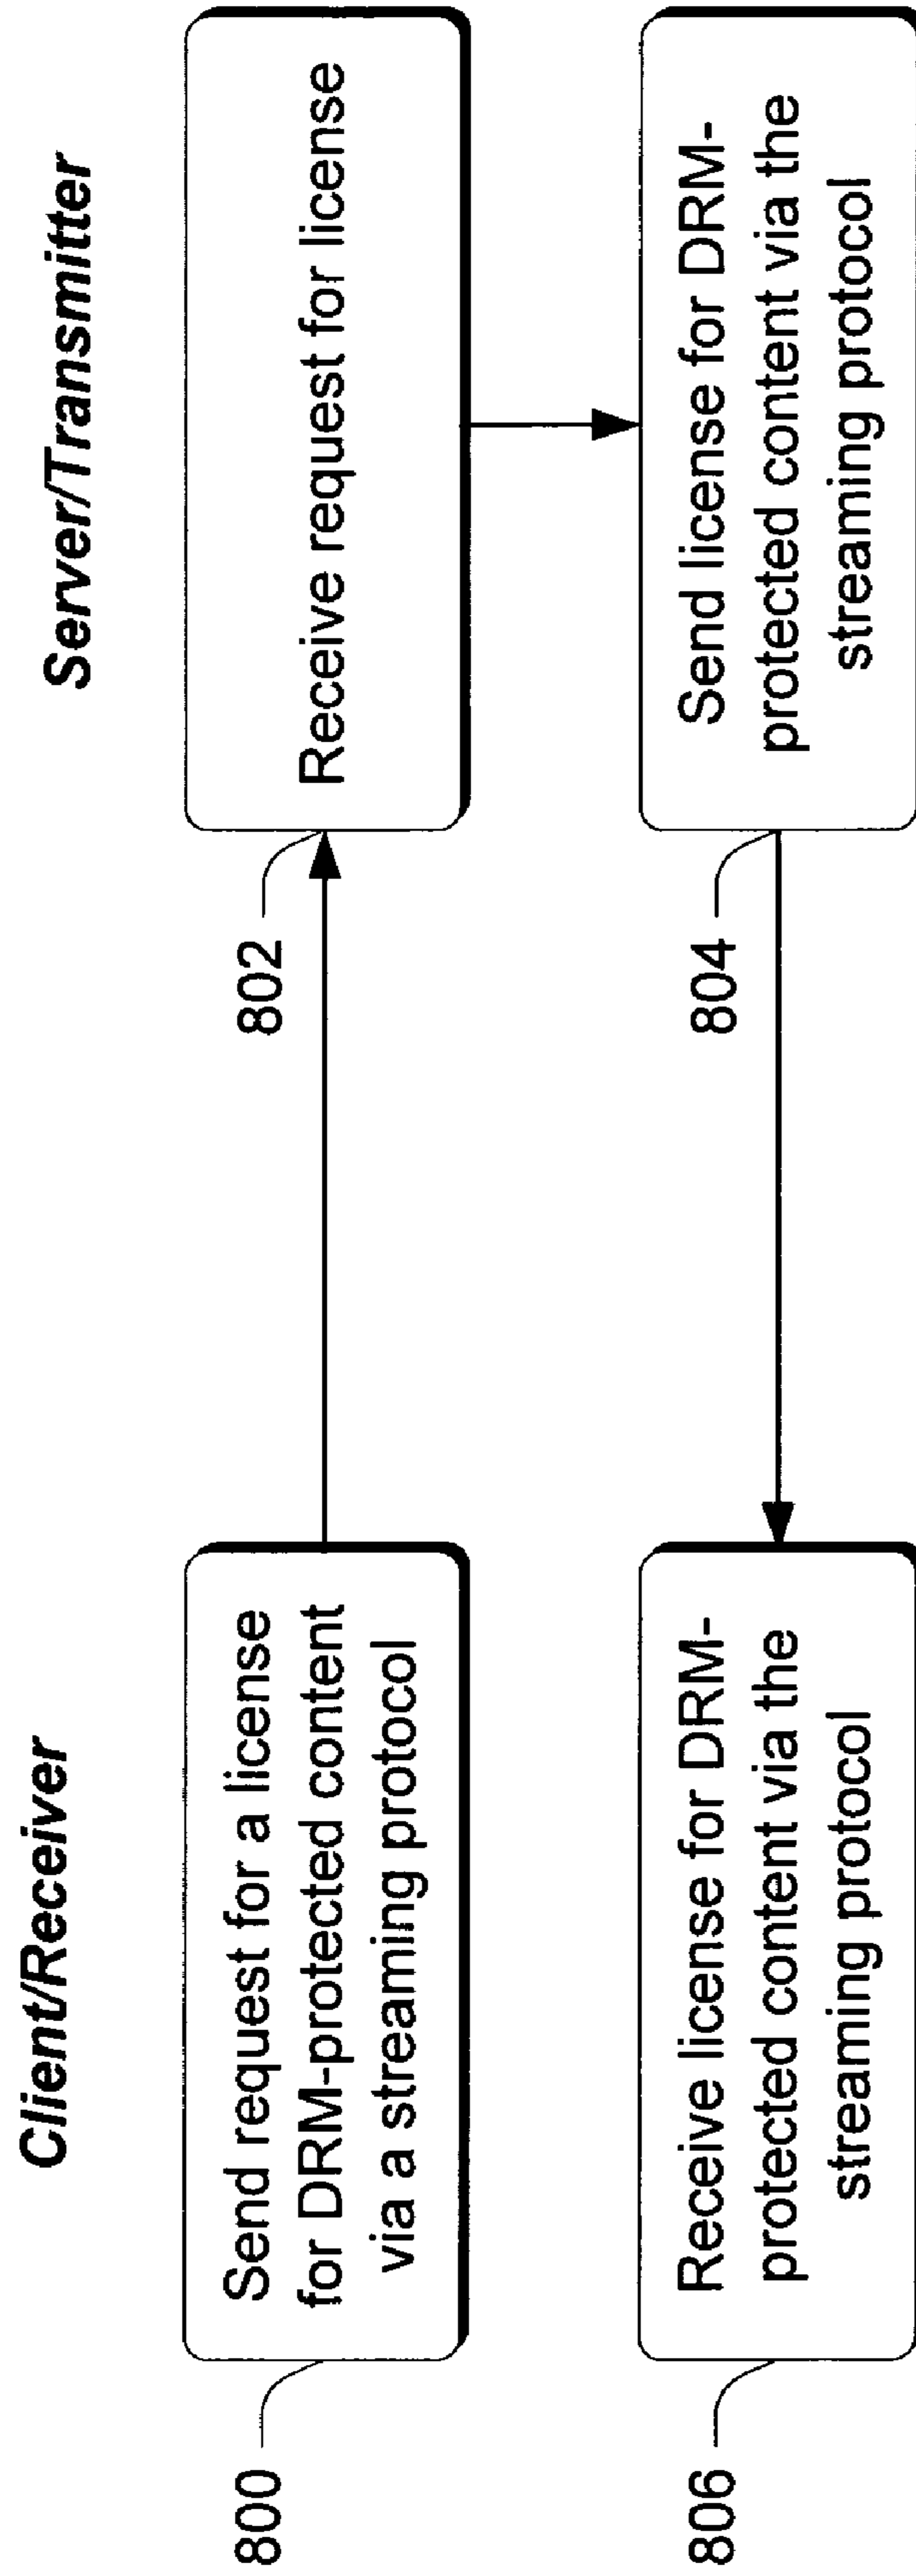 Client/Receiver
Server/Transmitter
800
Send request for a license
for DRM-protected content
via a streaming protocol
802
Receive request for license
804
Send license for DRM-
protected content via the
streaming protocol
806
Receive license for DRM-
protected content via the
streaming protocol